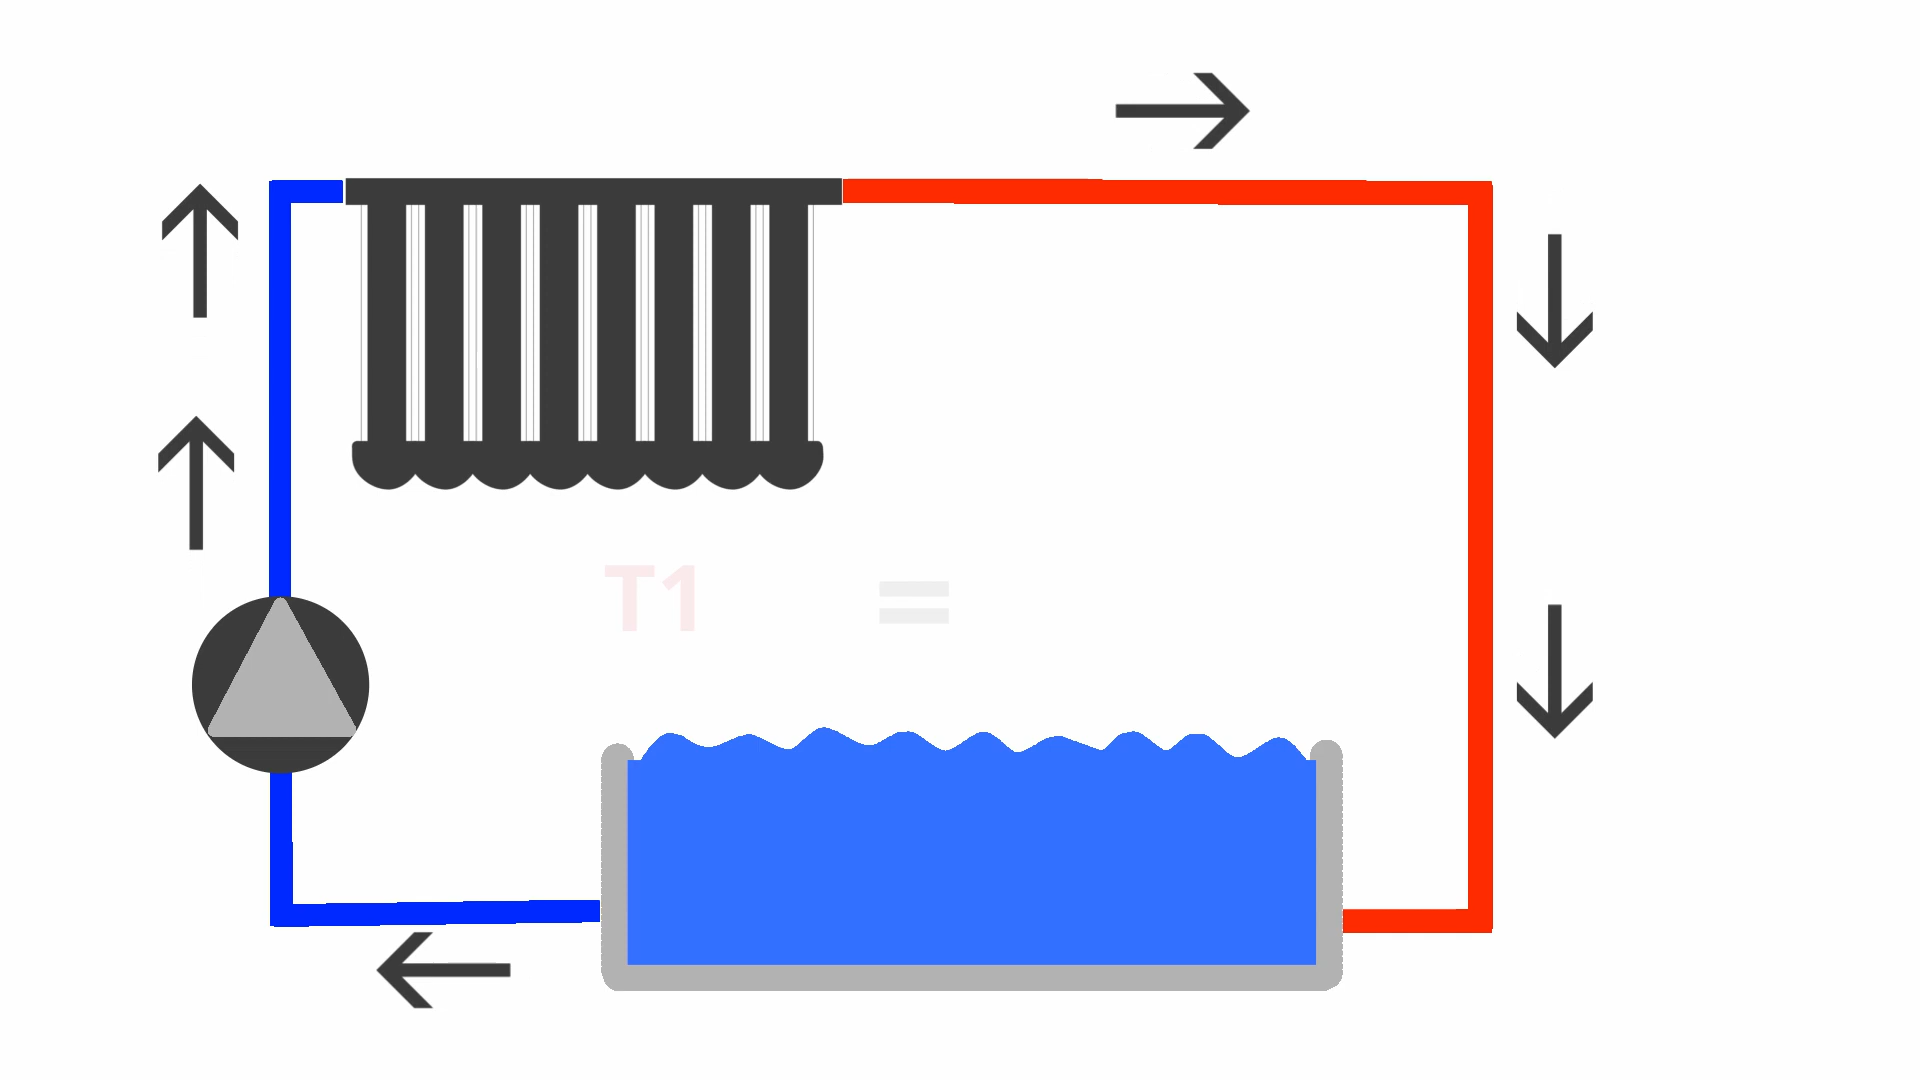 T1 =